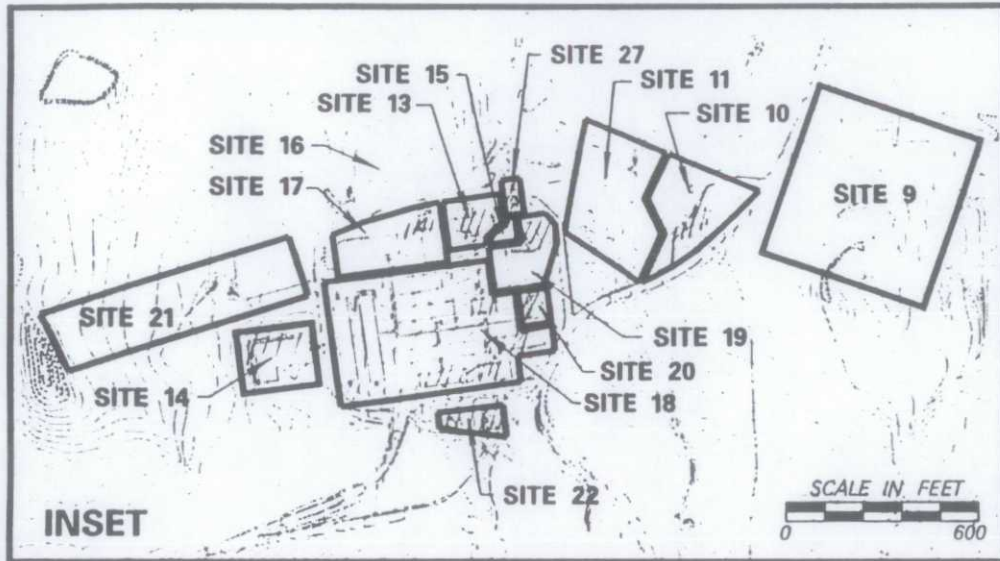 SITE 27
SITE 15
SITE 11
SITE 13
SITE 10
SITE 16
SITE 17
SITE 9
SITE 21
SITE 19
SITE 20
SITE 14
SITE 18
SITE 22
INSET
SCALE IN FEET
0 600